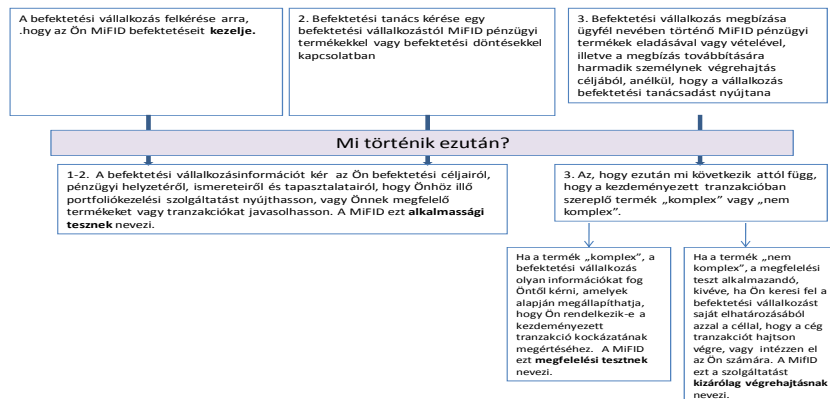 A befektetési vállalkozás felkérése arra,
.hogy az Ön MiFID befektetéseit kezelje.
2. Befektetési tanács kérése egy
befektetési vállalkozástól MiFID pénzügyi
termékekkel vagy befektetési döntésekkel
kapcsolatban
3. Befektetési vállalkozás megbízása
ügyfél nevében történő MiFID pénzügyi
termékek eladásával vagy vételével,
illetve a megbízás továbbítására
harmadik személynek végrehajtás
céljából, anélkül, hogy a vállalkozás
befektetési tanácsadást nyújtana
Mi történik ezután?
1-2. A befektetési vállalkozásinformációt kér az Ön befektetési céljairól,
pénzügyi helyzetéről, ismereteiről és tapasztalatairól, hogy Önhöz illő
portfoliókezelési szolgáltatást nyújthasson, vagy Önnek megfelelő
termékeket vagy tranzakciókat javasolhasson. A MiFID ezt alkalmassági
tesznek nevezi.
3. Az, hogy ezután mi következik attól függ,
hogy a kezdeményezett tranzakcióban
szereplő termék „komplex” vagy „nem
komplex”.
Ha a termék „komplex”, a
befektetési vállalkozás
olyan információkat fog
Öntől kérni, amelyek
alapján megállapíthatja,
hogy Ön rendelkezik-e a
kezdeményezett
tranzakció kockázatának
megértéséhez. A MiFID
ezt megfelelési tesztnek
nevezi.
Ha a termék „nem
komplex”, a megfelelési
teszt alkalmazandó,
kivéve, ha Ön keresi fel a
befektetési vállalkozást
saját elhatározásából
azzal a céllal, hogy a cég
tranzakciót hajtson
végre, vagy intézzen el
az Ön számára. A MifID
ezt a szolgáltatást
kizárólag végrehajtásnak
nevezi.